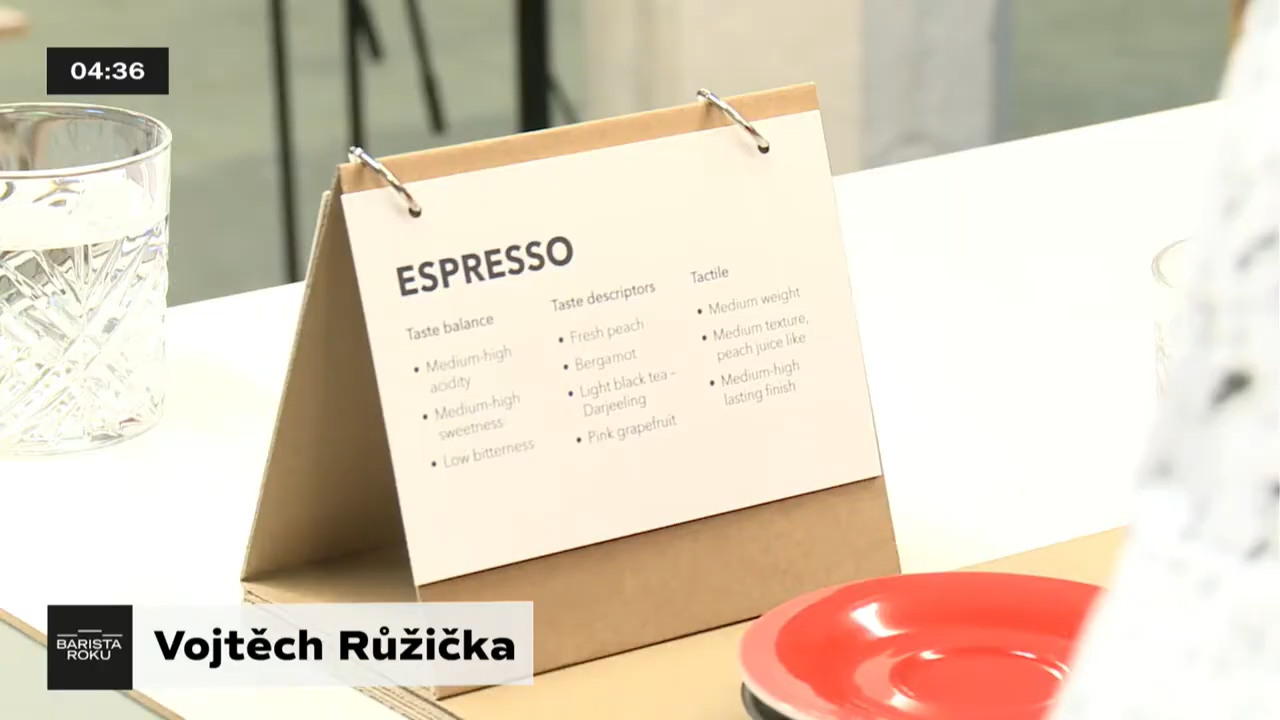 04:36
ESPRESSO
Taste balance
• Medium-high
acidity
• Medium-high
sweetness
• Low bitterness
Taste descriptors
• Fresh peach
• Bergamot
• Light black tea -
Darjeeling
• Pink grapefruit
Tactile
• Medium weight
• Medium texture,
peach juice like
• Medium-high
lasting finish
BARISTA
ROKU
Vojtěch Růžička